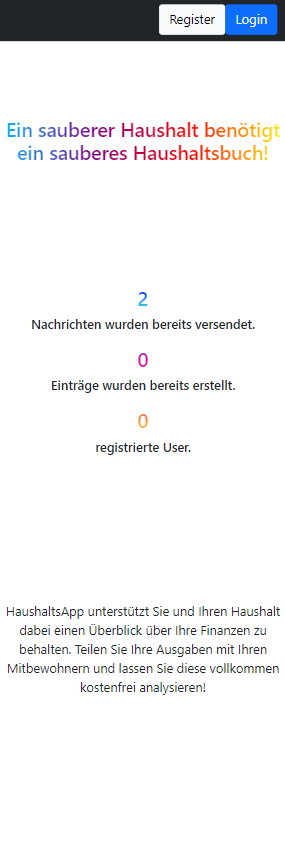 Register Login
Ein sauberer Haushalt benötigt
ein sauberes Haushaltsbuch!
2
Nachrichten wurden bereits versendet.
0
Einträge wurden bereits erstellt.
0
registrierte User.
HaushaltsApp unterstützt Sie und Ihren Haushalt
dabei einen Überblick über Ihre Finanzen zu
behalten. Teilen Sie Ihre Ausgaben mit Ihren
Mitbewohnern und lassen Sie diese vollkommen
kostenfrei analysieren!